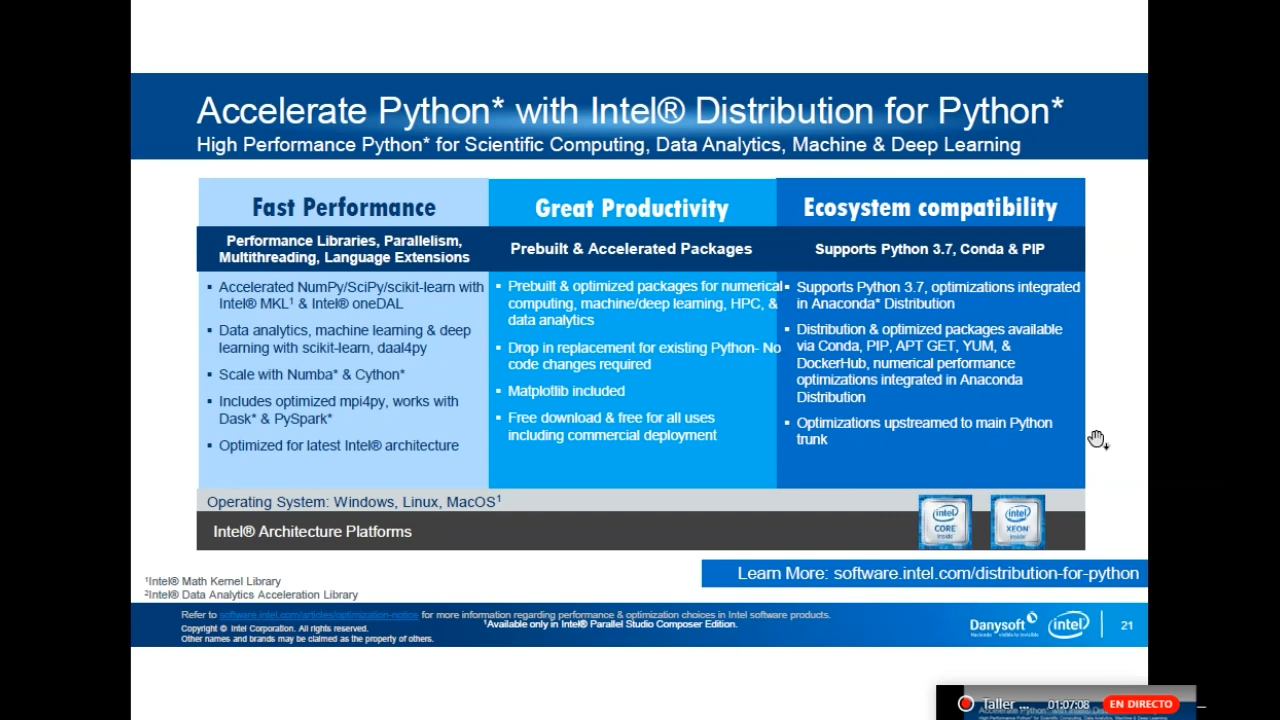 Accelerate Python* with Intel® Distribution for Python*
High Performance Python* for Scientific Computing, Data Analytics, Machine & Deep Learning
Fast Performance
Performance Libraries, Parallelism,
Multithreading, Language Extensions
▪ Accelerated NumPy/SciPy/scikit-learn with
Intel® MKL¹ & Intel® oneDAL
▪ Data analytics, machine learning & deep
learning with scikit-learn, daal4py
▪ Scale with Numba* & Cython*
▪ Includes optimized mpi4py, works with
Dask* & PySpark*
▪ Optimized for latest Intel® architecture
Great Productivity
Prebuilt & Accelerated Packages
▪ Prebuilt & optimized packages for numerical
computing, machine/deep learning, HPC, &
data analytics
▪ Drop in replacement for existing Python- No
code changes required
▪ Matplotlib included
▪ Free download & free for all uses
including commercial deployment
Ecosystem compatibility
Supports Python 3.7, Conda & PIP
▪ Supports Python 3.7, optimizations integrated
in Anaconda* Distribution
▪ Distribution & optimized packages available
via Conda, PIP, APT GET, YUM, &
DockerHub, numerical performance
optimizations integrated in Anaconda
Distribution
▪ Optimizations upstreamed to main Python
trunk
Operating System: Windows, Linux, MacOS¹
Intel® Architecture Platforms
intel CORE inside
intel XEON inside
Learn More: software.intel.com/distribution-for-python
¹Intel® Math Kernel Library
²Intel® Data Analytics Acceleration Library
Refer to software.intel.com/articles/optimization-notice for more information regarding performance & optimization choices in Intel software products.
Copyright © Intel Corporation. All rights reserved.
¹Available only in Intel® Parallel Studio Composer Edition.
Other names and brands may be claimed as the property of others.
Danysoft
intel
21
Taller ... 01:07:08 EN DIRECTO